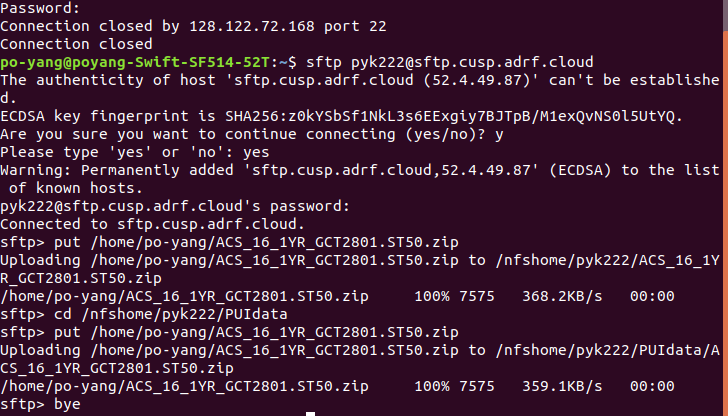 Password:
Connection closed by 128.122.72.168 port 22
Connection closed
po-yang@poyang-Swift-SF514-52T:~$ sftp pyk222@sftp.cusp.adrf.cloud
The authenticity of host 'sftp.cusp.adrf.cloud (52.4.49.87)' can't be establishe
d.
ECDSA key fingerprint is SHA256:z0kYSbSf1NkL3s6EExgiy7BJTpB/M1exQvNS0l5UtYQ.
Are you sure you want to continue connecting (yes/no)? y
Please type 'yes' or 'no': yes
Warning: Permanently added 'sftp.cusp.adrf.cloud,52.4.49.87' (ECDSA) to the list
 of known hosts.
pyk222@sftp.cusp.adrf.cloud's password:
Connected to sftp.cusp.adrf.cloud.
sftp> put /home/po-yang/ACS_16_1YR_GCT2801.ST50.zip
Uploading /home/po-yang/ACS_16_1YR_GCT2801.ST50.zip to /nfshome/pyk222/ACS_16_1Y
R_GCT2801.ST50.zip
/home/po-yang/ACS_16_1YR_GCT2801.ST50.zip     100% 7575   368.2KB/s   00:00
sftp> cd /nfshome/pyk222/PUIdata
sftp> put /home/po-yang/ACS_16_1YR_GCT2801.ST50.zip
Uploading /home/po-yang/ACS_16_1YR_GCT2801.ST50.zip to /nfshome/pyk222/PUIdata/A
CS_16_1YR_GCT2801.ST50.zip
/home/po-yang/ACS_16_1YR_GCT2801.ST50.zip     100% 7575   359.1KB/s   00:00
sftp> bye